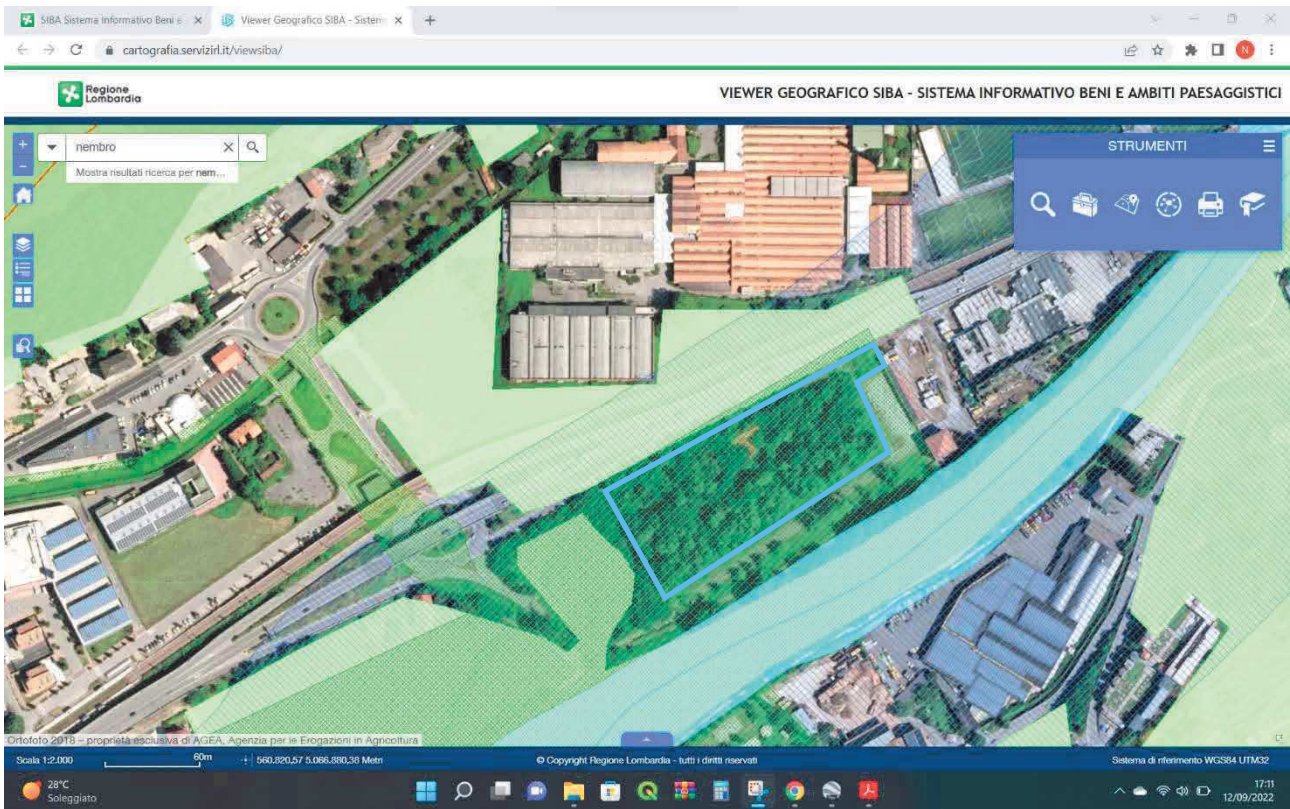 SIBA Sistema Informativo Beni e
Viewer Geografico SIBA - Sistem
cartografia.servizirl.it/viewsiba/
N
Regione
Lombardia
VIEWER GEOGRAFICO SIBA - SISTEMA INFORMATIVO BENI E AMBITI PAESAGGISTICI
nembro
Mostra risultati ricerca per nem...
STRUMENTI
Ortofoto 2018 – proprietà esclusiva di AGEA, Agenzia per le Erogazioni in Agricoltura
Scala 1:2.000
60m
560.820,57 5.066.880,38 Metri
© Copyright Regione Lombardia - tutti i diritti riservati
Sistema di riferimento WGS84 UTM32
28°C
Soleggiato
17:11
12/09/2022